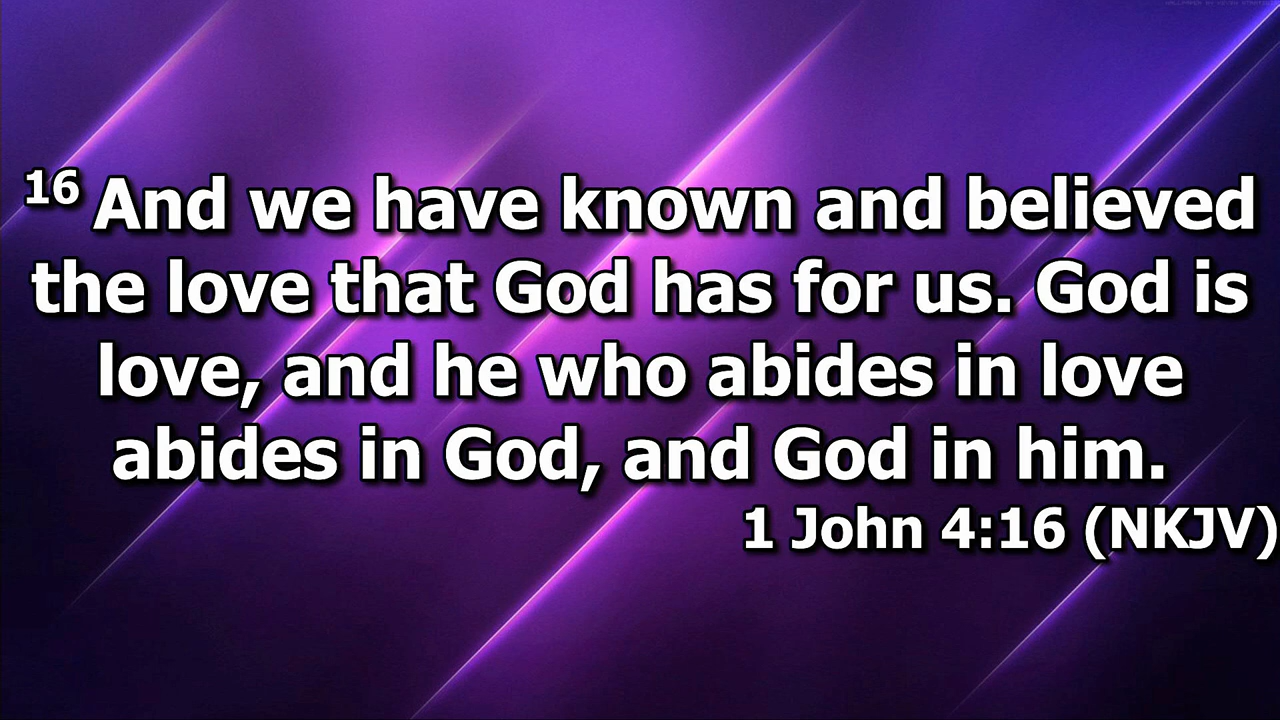 16 And we have known and believed
the love that God has for us. God is
love, and he who abides in love
abides in God, and God in him.
1 John 4:16 (NKJV)